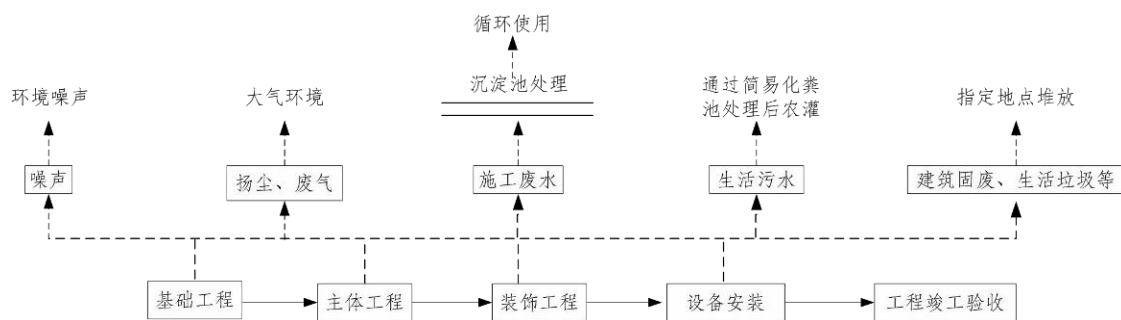 循环使用
沉淀池处理
环境噪声
大气环境
通过简易化粪
池处理后农灌
指定地点堆放
噪声
扬尘、废气
施工废水
生活污水
建筑固废、生活垃圾等
基础工程
主体工程
装饰工程
设备安装
工程竣工验收